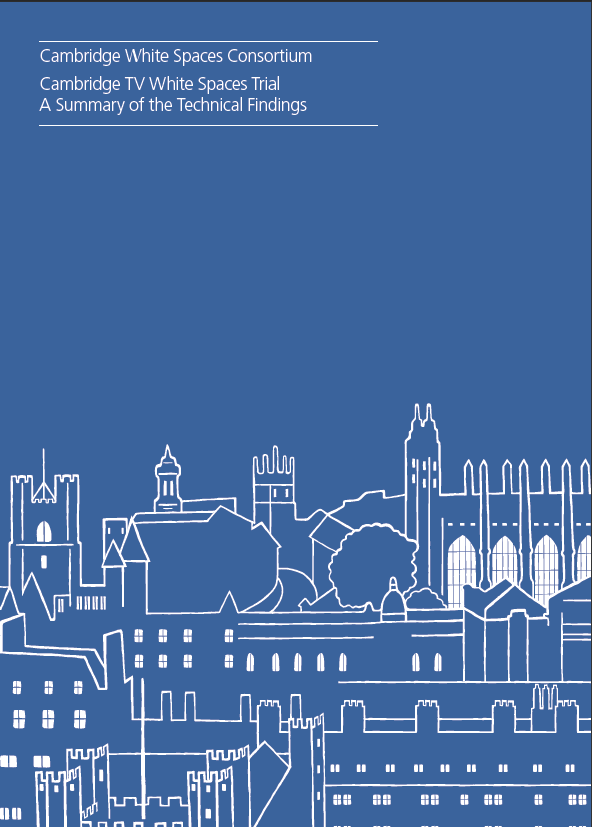 Cambridge White Spaces Consortium
Cambridge TV White Spaces Trial
A Summary of the Technical Findings